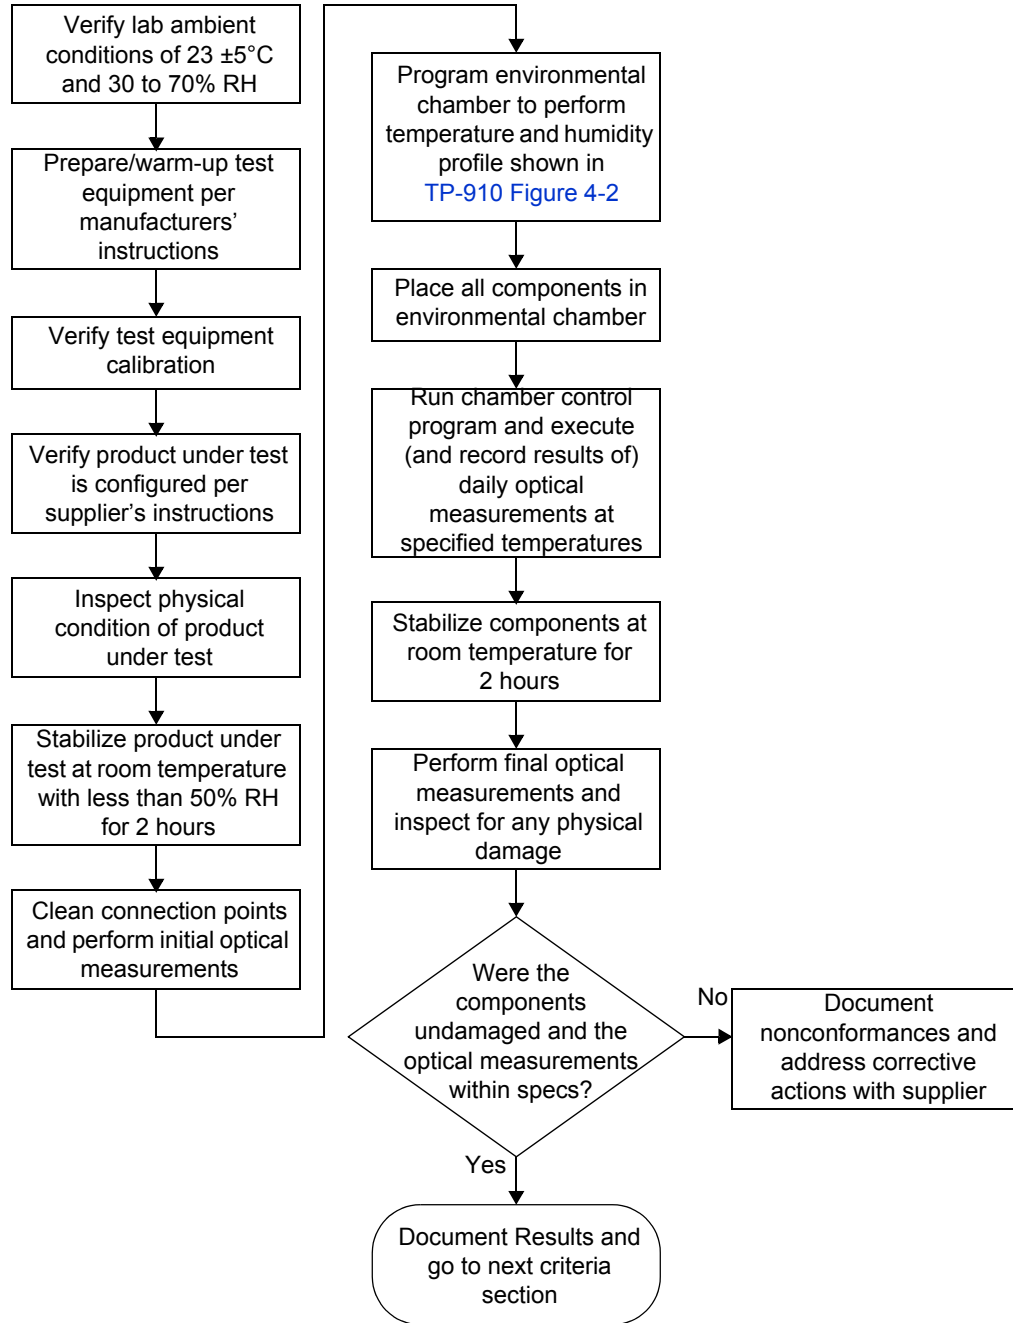 Verify lab ambient
conditions of 23 ±5°C
and 30 to 70% RH
Prepare/warm-up test
equipment per
manufacturers’
instructions
Verify test equipment
calibration
Verify product under test
is configured per
supplier’s instructions
Inspect physical
condition of product
under test
Stabilize product under
test at room temperature
with less than 50% RH
for 2 hours
Clean connection points
and perform initial optical
measurements
Program environmental
chamber to perform
temperature and humidity
profile shown in
TP-910 Figure 4-2
Place all components in
environmental chamber
Run chamber control
program and execute
(and record results of)
daily optical
measurements at
specified temperatures
Stabilize components at
room temperature for
2 hours
Perform final optical
measurements and
inspect for any physical
damage
Were the
components
undamaged and the
optical measurements
within specs?
No
Document
nonconformances and
address corrective
actions with supplier
Yes
Document Results and
go to next criteria
section